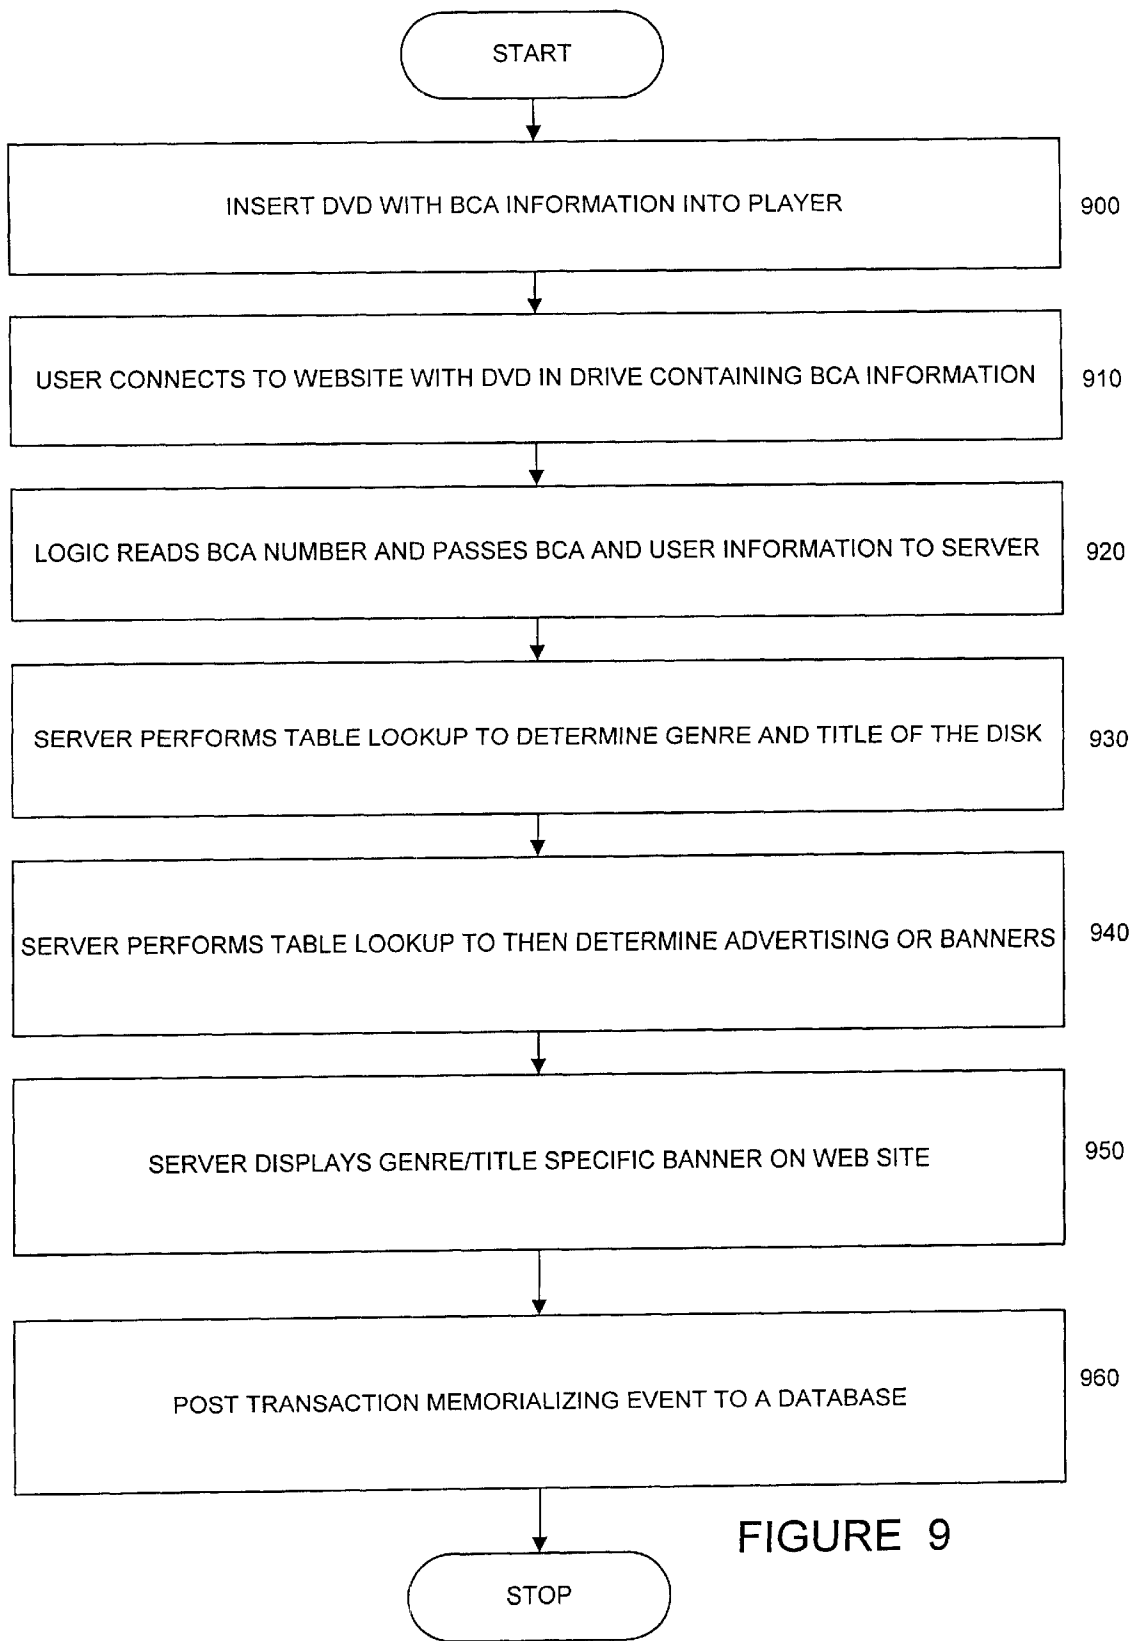 START
INSERT DVD WITH BCA INFORMATION INTO PLAYER
900
USER CONNECTS TO WEBSITE WITH DVD IN DRIVE CONTAINING BCA INFORMATION
910
LOGIC READS BCA NUMBER AND PASSES BCA AND USER INFORMATION TO SERVER
920
SERVER PERFORMS TABLE LOOKUP TO DETERMINE GENRE AND TITLE OF THE DISK
930
SERVER PERFORMS TABLE LOOKUP TO THEN DETERMINE ADVERTISING OR BANNERS
940
SERVER DISPLAYS GENRE/TITLE SPECIFIC BANNER ON WEB SITE
950
POST TRANSACTION MEMORIALIZING EVENT TO A DATABASE
960
FIGURE 9
STOP